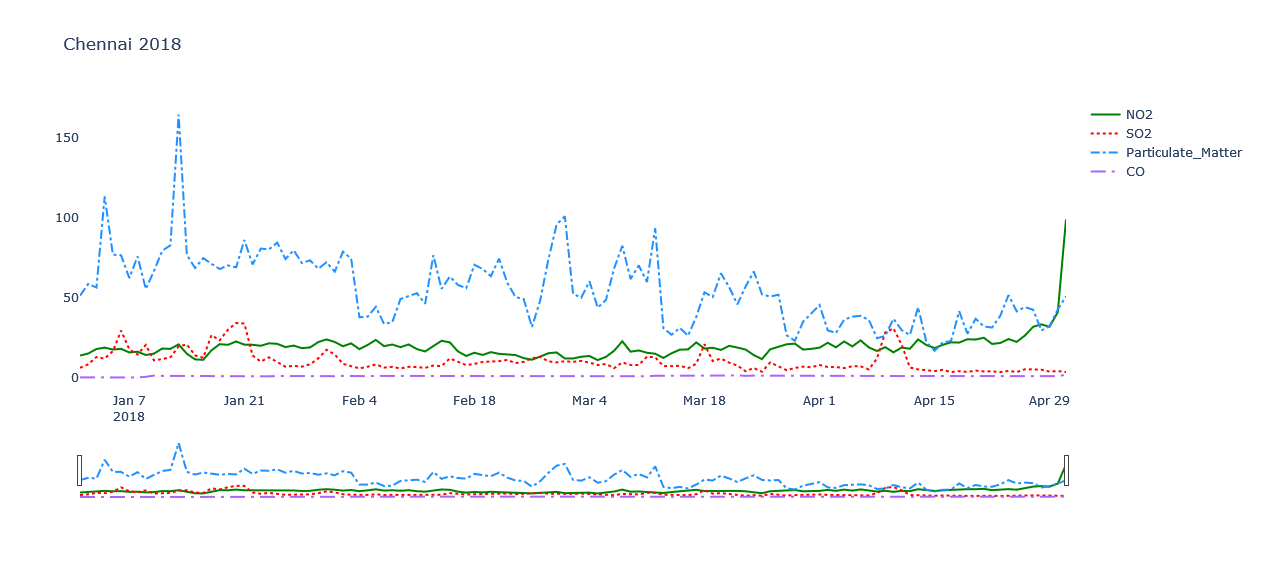 Chennai 2018
150
100
50
0
NO2
SO2
Particulate_Matter
CO
Jan 7
2018
Jan 21
Feb 4
Feb 18
Mar 4
Mar 18
Apr 1
Apr 15
Apr 29